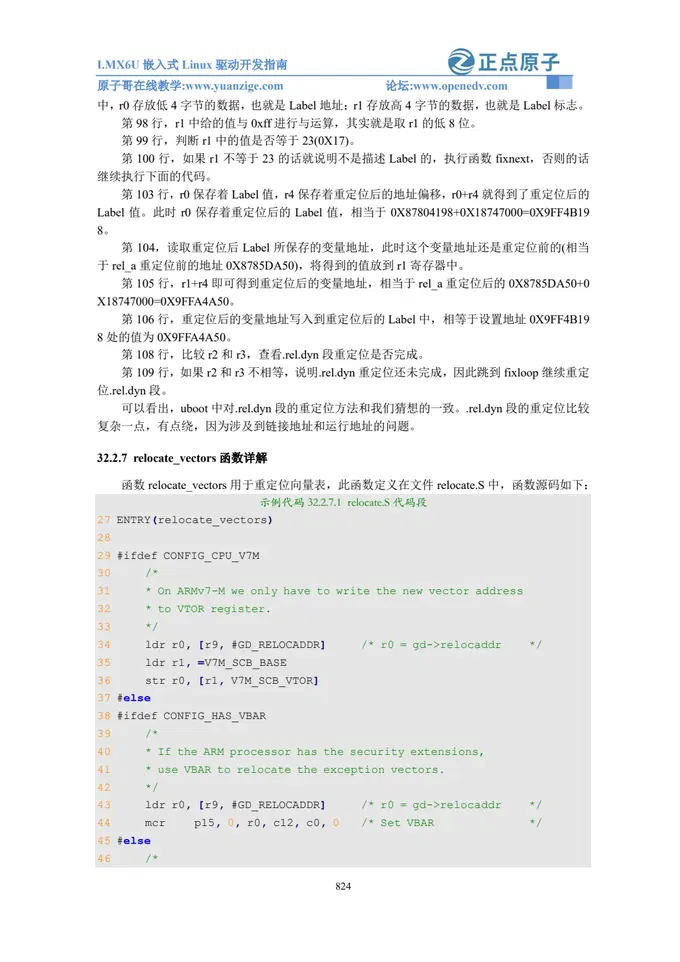 I.MX6U 嵌入式 Linux 驱动开发指南
正点原子
原子哥在线教学:www.yuanzige.com 论坛:www.openedv.com
中，r0 存放低 4 字节的数据，也就是 Label 地址；r1 存放高 4 字节的数据，也就是 Label 标志。
第 98 行，r1 中给的值与 0xff 进行与运算，其实就是取 r1 的低 8 位。
第 99 行，判断 r1 中的值是否等于 23(0X17)。
第 100 行，如果 r1 不等于 23 的话就说明不是描述 Label 的，执行函数 fixnext，否则的话
继续执行下面的代码。
第 103 行，r0 保存着 Label 值，r4 保存着重定位后的地址偏移，r0+r4 就得到了重定位后的
Label 值。此时 r0 保存着重定位后的 Label 值，相当于 0X87804198+0X18747000=0X9FF4B19
8。
第 104，读取重定位后 Label 所保存的变量地址，此时这个变量地址还是重定位前的(相当
于 rel_a 重定位前的地址 0X8785DA50)，将得到的值放到 r1 寄存器中。
第 105 行，r1+r4 即可得到重定位后的变量地址，相当于 rel_a 重定位后的 0X8785DA50+0
X18747000=0X9FFA4A50。
第 106 行，重定位后的变量地址写入到重定位后的 Label 中，相等于设置地址 0X9FF4B19
8 处的值为 0X9FFA4A50。
第 108 行，比较 r2 和 r3，查看.rel.dyn 段重定位是否完成。
第 109 行，如果 r2 和 r3 不相等，说明.rel.dyn 重定位还未完成，因此跳到 fixloop 继续重定
位.rel.dyn 段。
可以看出，uboot 中对.rel.dyn 段的重定位方法和我们猜想的一致。.rel.dyn 段的重定位比较
复杂一点，有点绕，因为涉及到链接地址和运行地址的问题。
32.2.7 relocate_vectors 函数详解
函数 relocate_vectors 用于重定位向量表，此函数定义在文件 relocate.S 中，函数源码如下：
示例代码 32.2.7.1 relocate.S 代码段
27 ENTRY(relocate_vectors)
28
29 #ifdef CONFIG_CPU_V7M
30 /*
31 * On ARMv7-M we only have to write the new vector address
32 * to VTOR register.
33 */
34 ldr r0, [r9, #GD_RELOCADDR] /* r0 = gd->relocaddr */
35 ldr r1, =V7M_SCB_BASE
36 str r0, [r1, V7M_SCB_VTOR]
37 #else
38 #ifdef CONFIG_HAS_VBAR
39 /*
40 * If the ARM processor has the security extensions,
41 * use VBAR to relocate the exception vectors.
42 */
43 ldr r0, [r9, #GD_RELOCADDR] /* r0 = gd->relocaddr */
44 mcr p15, 0, r0, c12, c0, 0 /* Set VBAR */
45 #else
46 /*
824